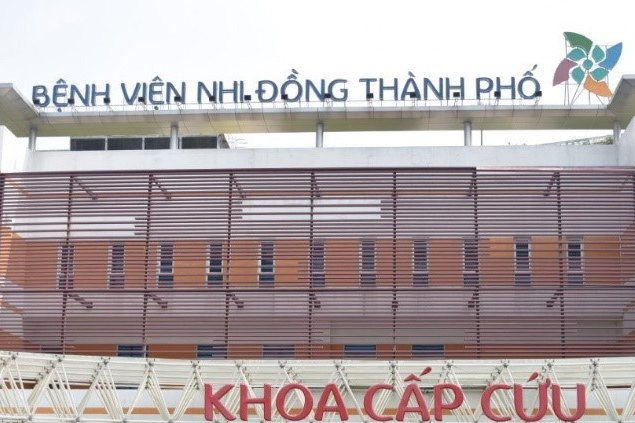 BỆNH VIỆN NHI ĐỒNG THÀNH PHỐ
KHOA CẤP CỨU